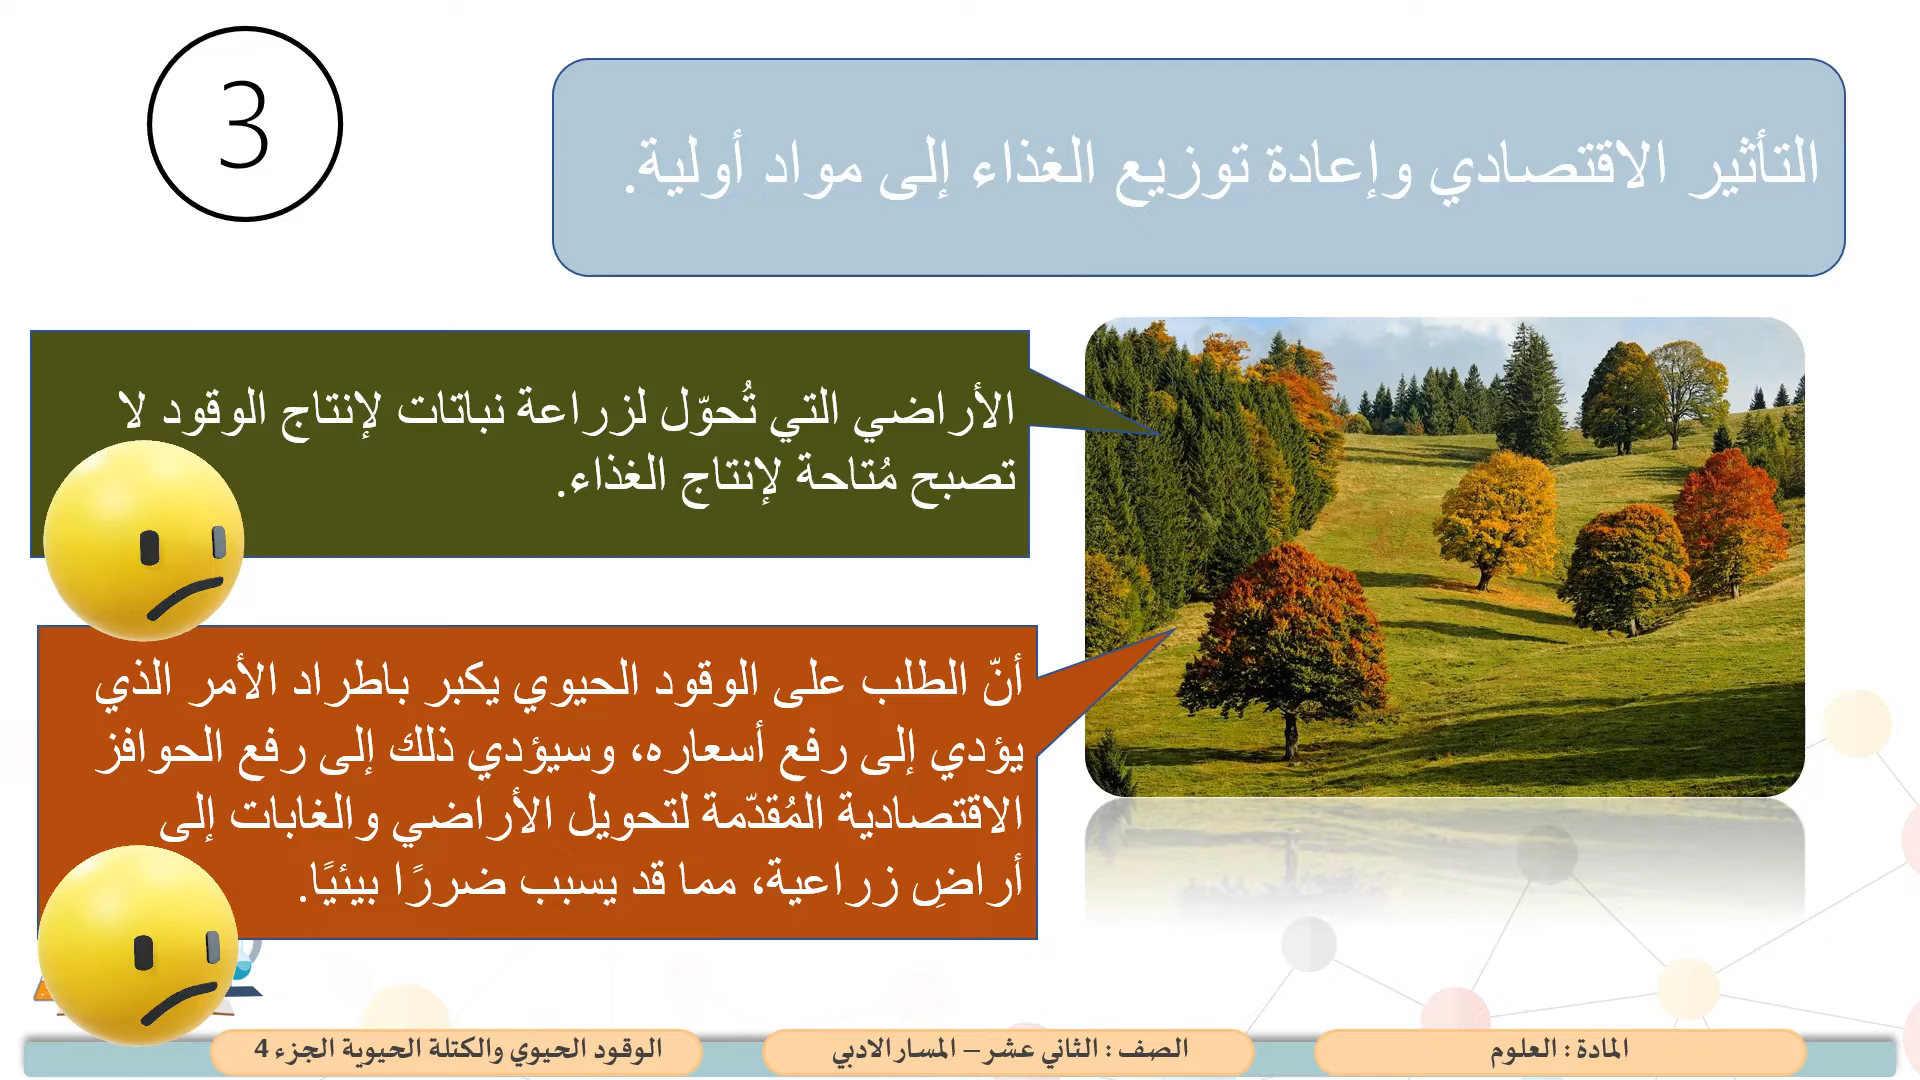 3
التأثير الاقتصادي وإعادة توزيع الغذاء إلى مواد أولية.
الأراضي التي تُحوّل لزراعة نباتات لإنتاج الوقود لا
تصبح مُتاحة لإنتاج الغذاء.
أنّ الطلب على الوقود الحيوي يكبر باطراد الأمر الذي
يؤدي إلى رفع أسعاره، وسيؤدي ذلك إلى رفع الحوافز
الاقتصادية المُقدّمة لتحويل الأراضي والغابات إلى
أراضِ زراعية، مما قد يسبب ضررًا بيئيًا.
المادة : العلوم
الصف : الثاني عشر – المسار الادبي
الوقود الحيوي والكتلة الحيوية الجزء 4